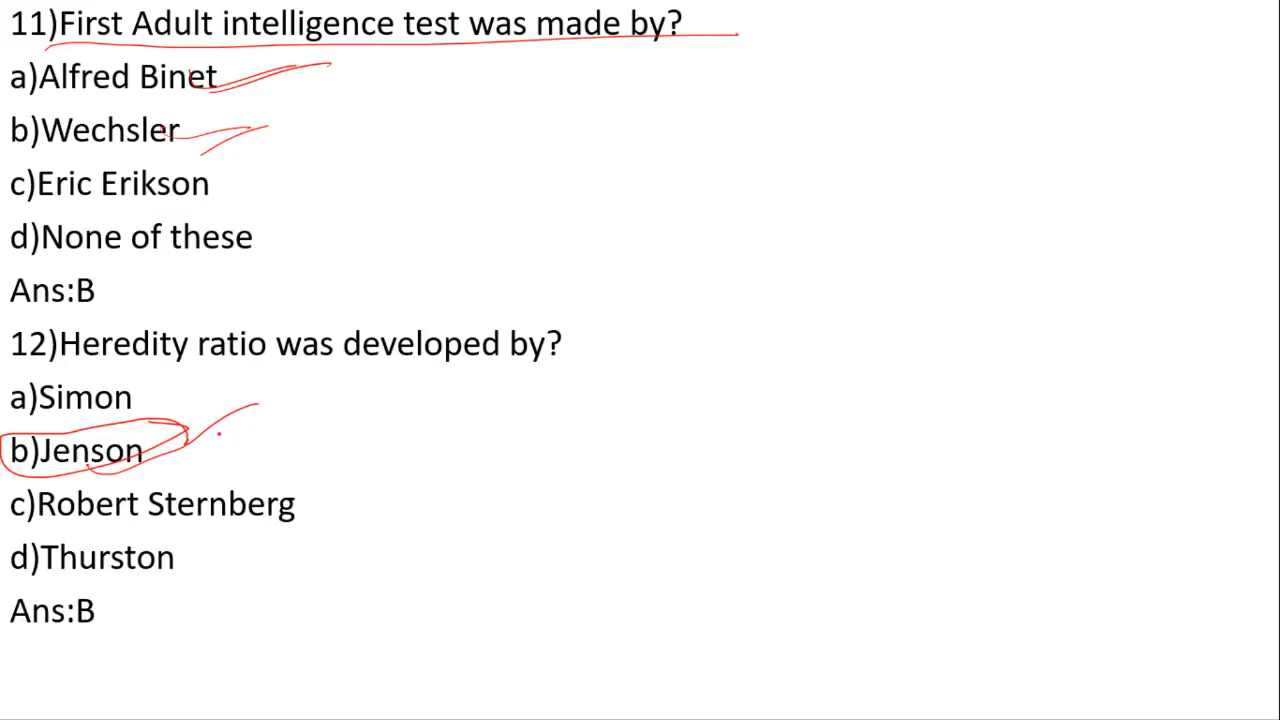 11)First Adult intelligence test was made by?
a)Alfred Binet
b)Wechsler
c)Eric Erikson
d)None of these
Ans:B
12)Heredity ratio was developed by?
a)Simon
b)Jenson
c)Robert Sternberg
d)Thurston
Ans:B